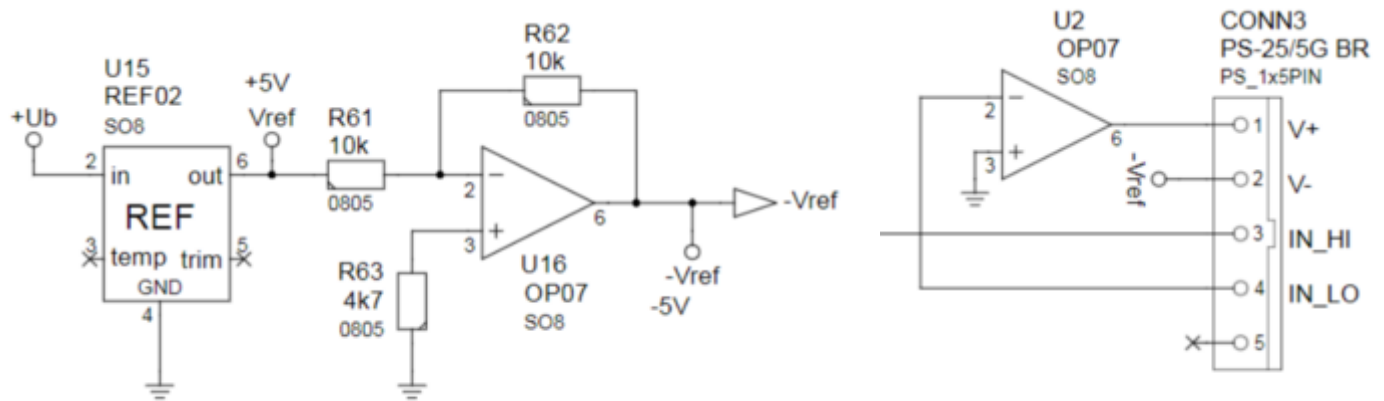 U15
REF02
SO8
+Ub
2
in
out
6
REF
3
temp
trim
5
GND
4
+5V
Vref
R61
10k
0805
R62
10k
0805
2
-
3
+
6
U16
OP07
SO8
R63
4k7
0805
-Vref
-Vref
-5V
U2
OP07
SO8
2
-
3
+
6
CONN3
PS-25/5G BR
PS_1x5PIN
1
V+
-Vref
2
V-
3
IN_HI
4
IN_LO
5